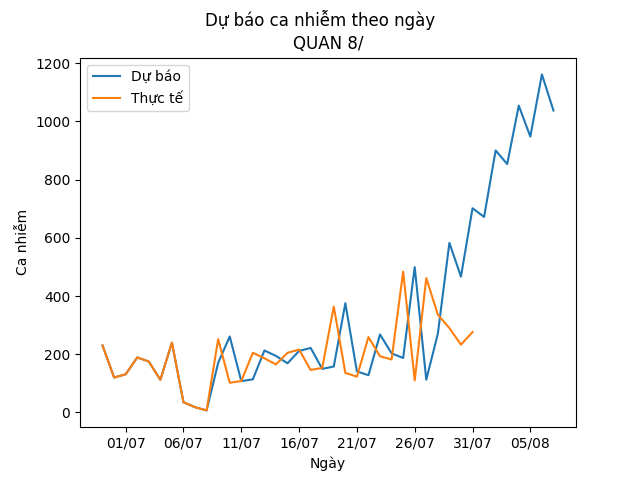 Dự báo ca nhiễm theo ngày
QUAN 8/
1200
1000
800
600
400
200
0
Ca nhiễm
Dự báo
Thực tế
01/07
06/07
11/07
16/07
21/07
26/07
31/07
05/08
Ngày